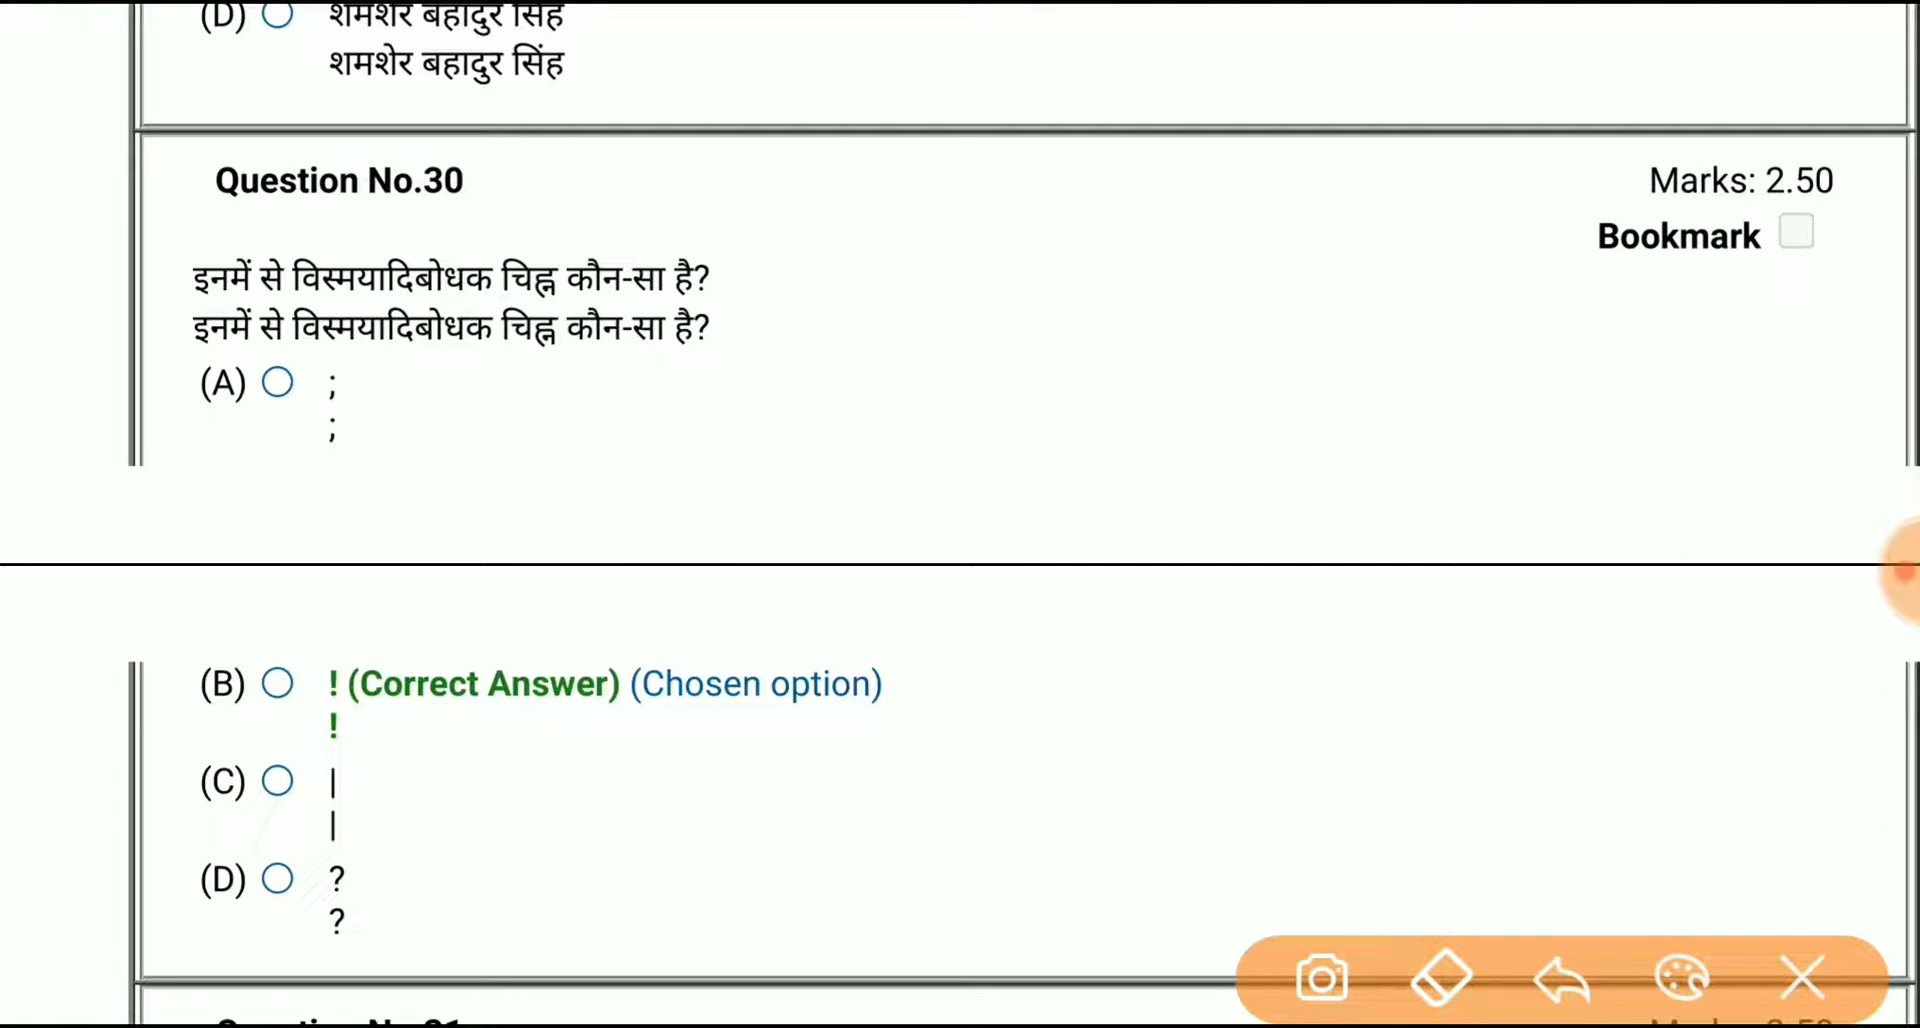 (D) शमशेर बहादुर सिंह
शमशेर बहादुर सिंह
Question No.30
Marks: 2.50
Bookmark
इनमें से विस्मयादिबोधक चिह्न कौन-सा है?
इनमें से विस्मयादिबोधक चिह्न कौन-सा है?
(A) ;
;
(B) ! (Correct Answer) (Chosen option)
!
(C) |
|
(D) ?
?